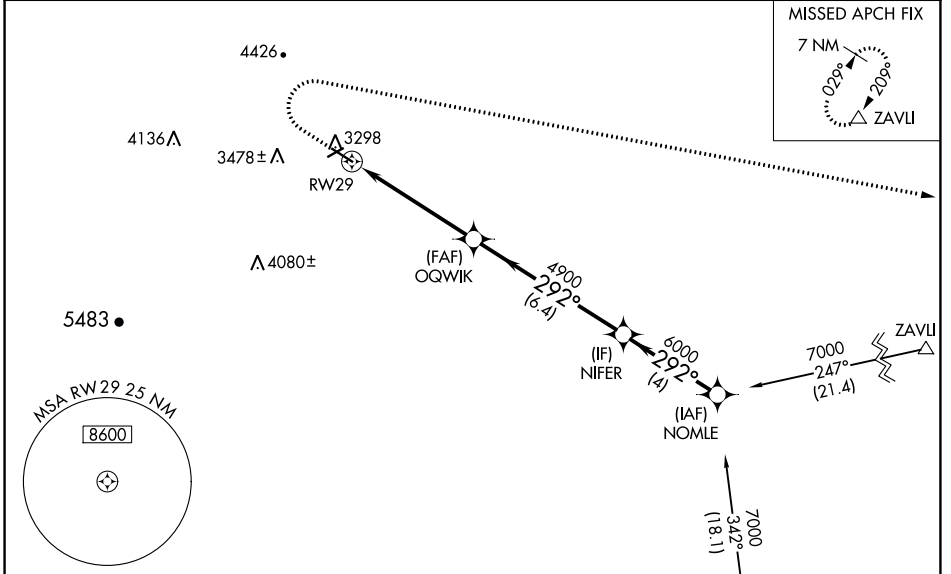 MISSED APCH FIX
7 NM
029°
209°
ZAVLI
4426
4136
3478±
3298
RW29
4080±
(FAF)
OQWIK
4900
292°
(6.4)
5483
(IF)
NIFER
6000
292°
(4)
ZAVLI
7000
247°
(21.4)
(IAF)
NOMLE
MSA RW29 25 NM
8600
7000
342°
(18.1)